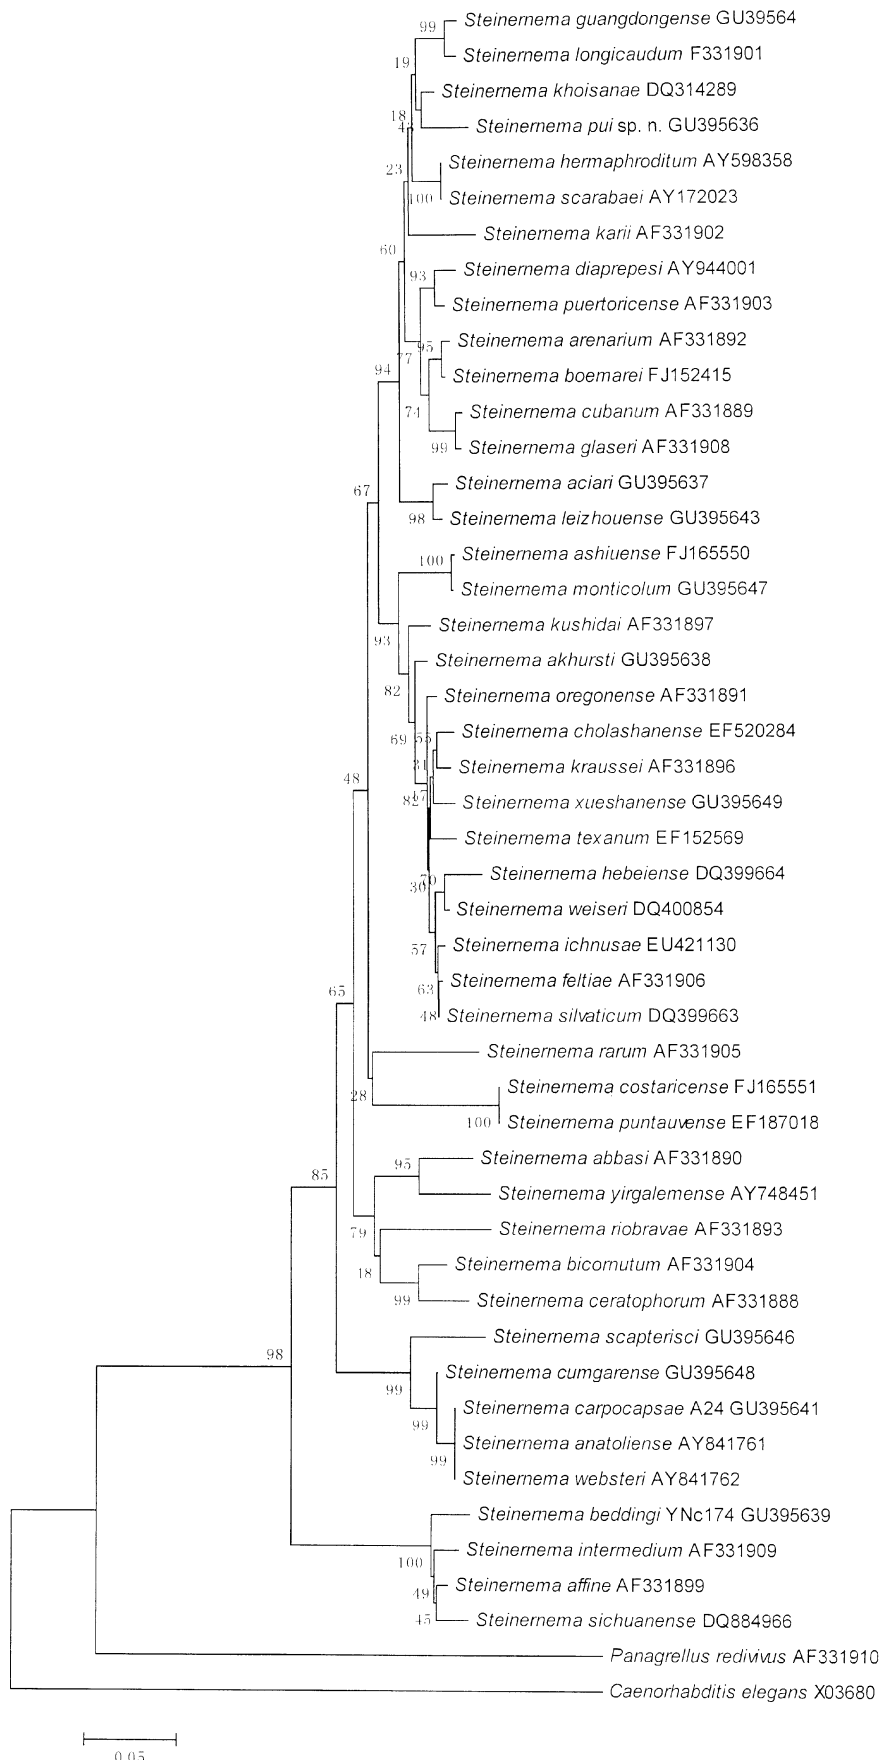 99 Steinernema guangdongense GU39564
Steinernema longicaudum F331901
19
Steinernema khoisanae DQ314289
18
Steinernema pui sp. n. GU395636
Steinernema hermaphroditum AY598358
23
100 Steinernema scarabaei AY172023
Steinernema karii AF331902
60
93 Steinernema diaprepesi AY944001
Steinernema puertoricense AF331903
95 Steinernema arenarium AF331892
77
94 Steinernema boemarei FJ152415
74 Steinernema cubanum AF331889
99 Steinernema glaseri AF331908
Steinernema aciari GU395637
67
98 Steinernema leizhouense GU395643
100 Steinernema ashiuense FJ165550
Steinernema monticolum GU395647
Steinernema kushidai AF331897
93
Steinernema akhursti GU395638
82 Steinernema oregonense AF331891
69 55 Steinernema cholashanense EF520284
31 Steinernema kraussei AF331896
48
82 Steinernema xueshanense GU395649
Steinernema texanum EF152569
70 Steinernema hebeiense DQ399664
30
Steinernema weiseri DQ400854
57 Steinernema ichnusae EU421130
63 Steinernema feltiae AF331906
65
48 Steinernema silvaticum DQ399663
Steinernema rarum AF331905
28 Steinernema costaricense FJ165551
100 Steinernema puntauvense EF187018
95 Steinernema abbasi AF331890
85
Steinernema yirgalemense AY748451
79 Steinernema riobravae AF331893
18 Steinernema bicornutum AF331904
99 Steinernema ceratophorum AF331888
Steinernema scapterisci GU395646
98
99 Steinernema cumgarense GU395648
99 Steinernema carpocapsae A24 GU395641
Steinernema anatoliense AY841761
99 Steinernema websteri AY841762
Steinernema beddingi YNc174 GU395639
100 Steinernema intermedium AF331909
49 Steinernema affine AF331899
45 Steinernema sichuanense DQ884966
Panagrellus redivivus AF331910
Caenorhabditis elegans X03680
0.05